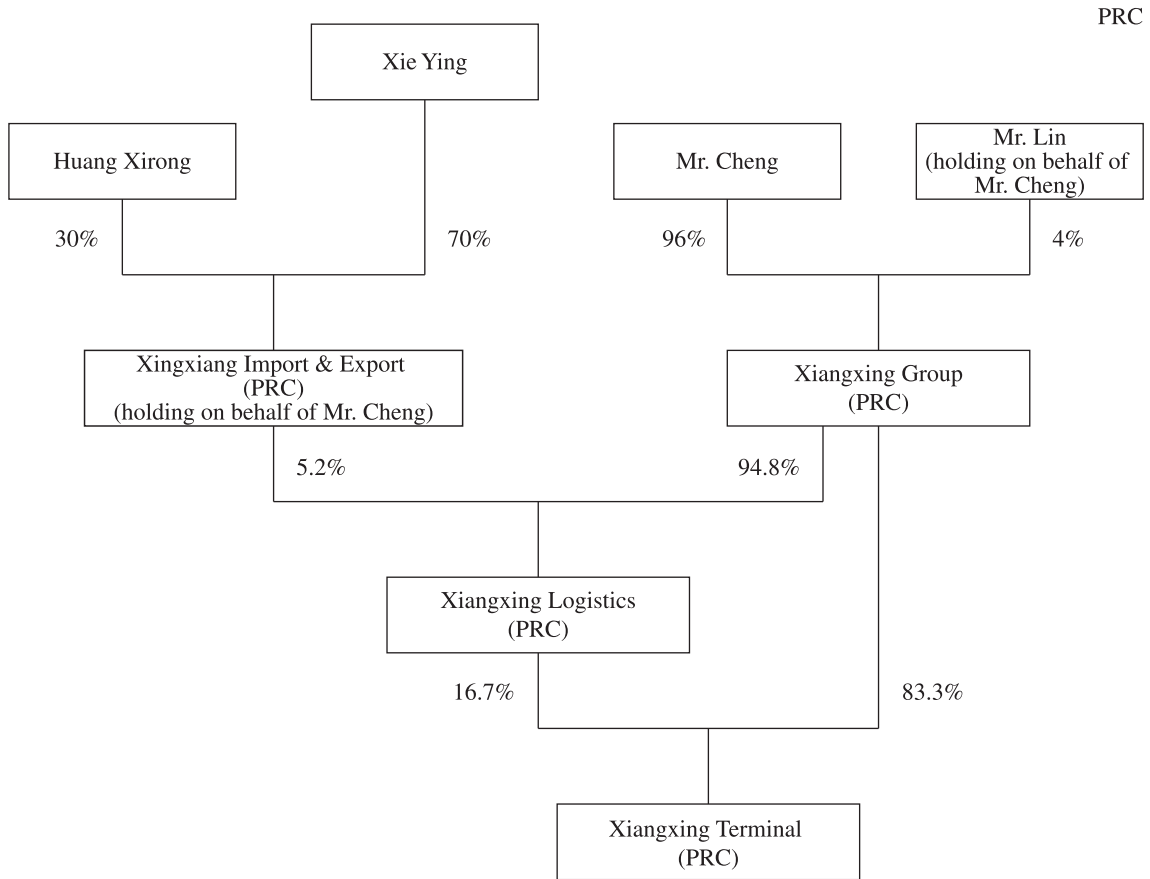 PRC
Xie Ying
Huang Xirong
Mr. Cheng
Mr. Lin
(holding on behalf of
Mr. Cheng)
30%
70%
96%
4%
Xingxiang Import & Export
(PRC)
(holding on behalf of Mr. Cheng)
Xiangxing Group
(PRC)
5.2%
94.8%
Xiangxing Logistics
(PRC)
16.7%
83.3%
Xiangxing Terminal
(PRC)